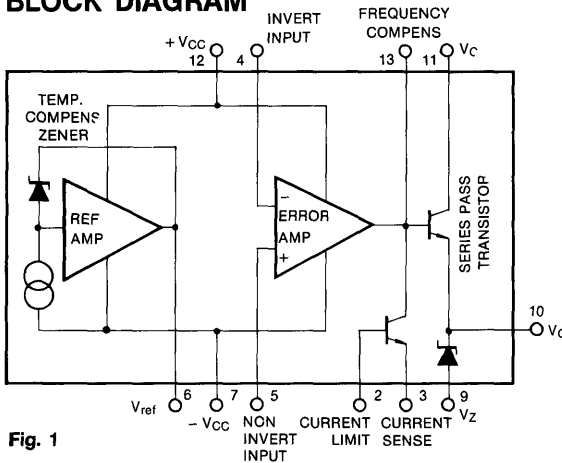 BLOCK DIAGRAM
INVERT
INPUT
FREQUENCY
COMPENS
+ VCC
12
4
13
11
VC
TEMP.
COMPENS
ZENER
REF
AMP
−
ERROR
AMP
+
SERIES PASS
TRANSISTOR
10
6
7
5
2
3
9
Vref
− VCC
NON
INVERT
INPUT
CURRENT
LIMIT
CURRENT
SENSE
VZ
Fig. 1